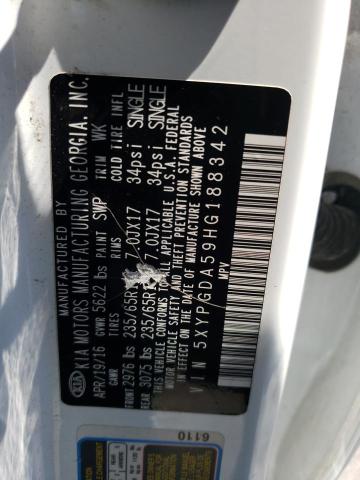 MANUFACTURED BY
KIA MOTORS MANUFACTURING GEORGIA, INC.
APR/19/16 GVWR 5622 lbs PAINT SWP TRIM WK
GAWR TIRES RIMS COLD TIRE INFL
FRONT 2976 lbs 235/65R 7.0JX17 34psi SINGLE
REAR 3075 lbs 235/65R 7.0JX17 34psi SINGLE
THIS VEHICLE CONFORMS TO ALL APPLICABLE U.S.A. FEDERAL
MOTOR VEHICLE SAFETY AND THEFT PREVENTION STANDARDS
IN EFFECT ON THE DATE OF MANUFACTURE SHOWN ABOVE
VIN 5XYPGDA59HG188342
MPV
6110